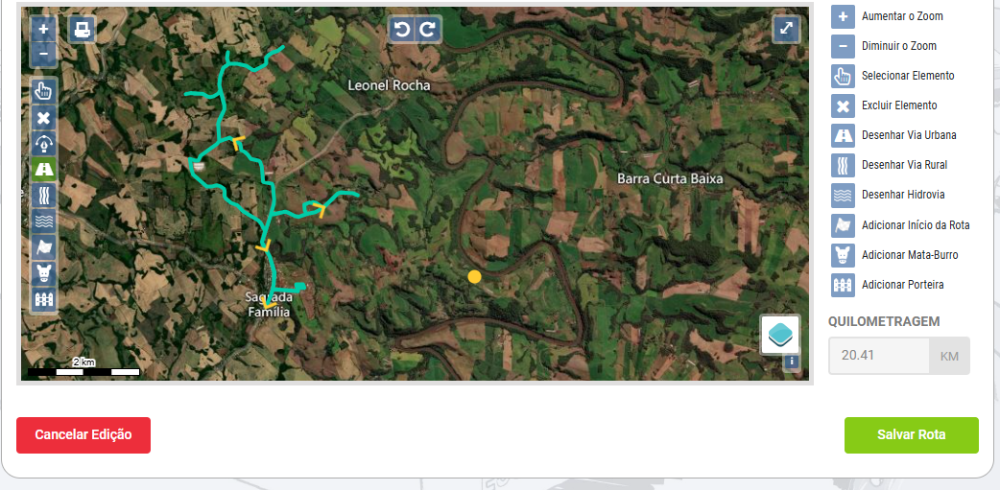 +
−
Leonel Rocha
Barra Curta Baixa
Sagrada
Família
2 km
i
Aumentar o Zoom
Diminuir o Zoom
Selecionar Elemento
Excluir Elemento
Desenhar Via Urbana
Desenhar Via Rural
Desenhar Hidrovia
Adicionar Início da Rota
Adicionar Mata-Burro
Adicionar Porteira
QUILOMETRAGEM
20.41 KM
Cancelar Edição
Salvar Rota